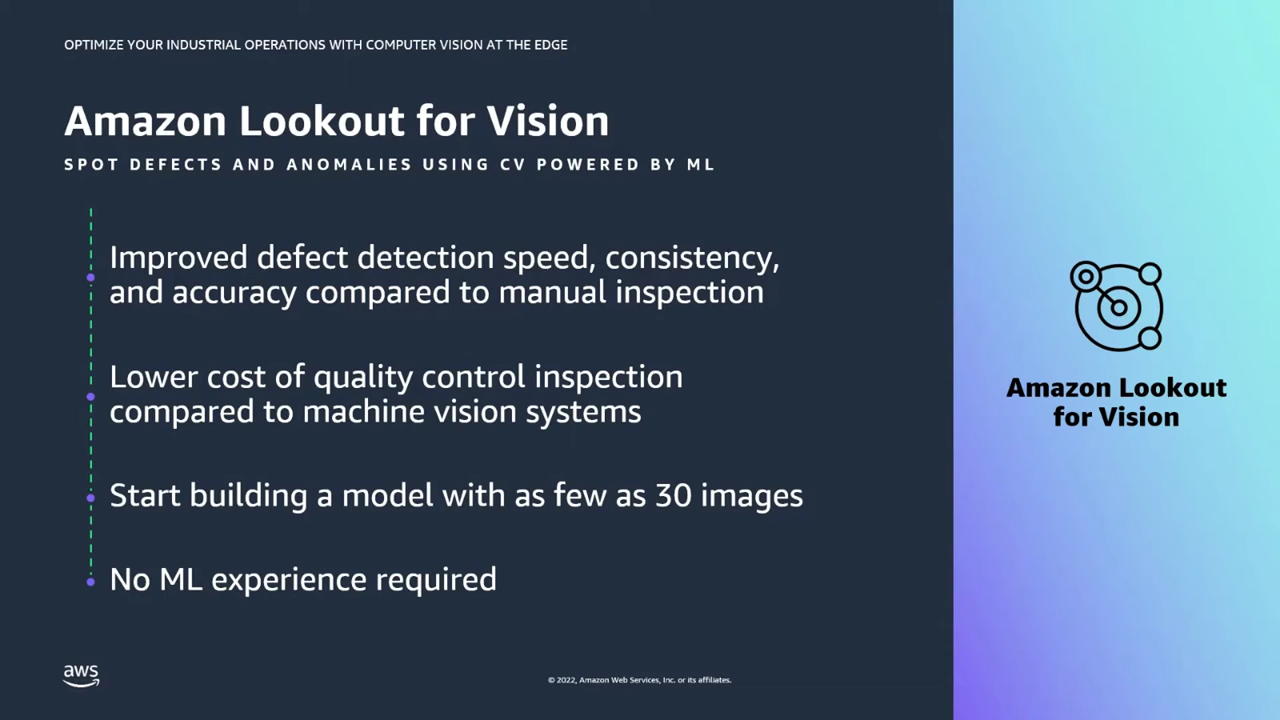 OPTIMIZE YOUR INDUSTRIAL OPERATIONS WITH COMPUTER VISION AT THE EDGE
Amazon Lookout for Vision
SPOT DEFECTS AND ANOMALIES USING CV POWERED BY ML
Improved defect detection speed, consistency,
and accuracy compared to manual inspection
Lower cost of quality control inspection
compared to machine vision systems
Start building a model with as few as 30 images
No ML experience required
Amazon Lookout
for Vision
aws
© 2022, Amazon Web Services, Inc. or its affiliates.